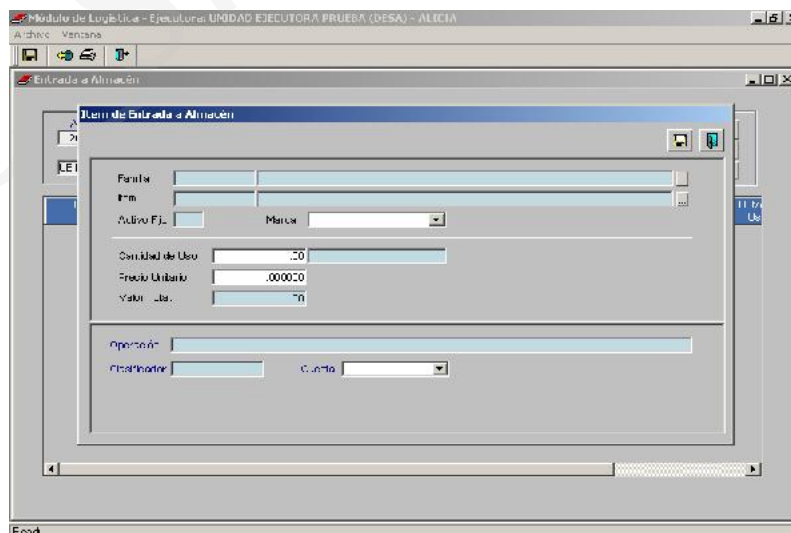 Módulo de Logística - Ejecutora: UNIDAD EJECUTORA PRUEBA (DESA) - ALICIA
Archivo Ventana
Entrada a Almacén
Item de Entrada a Almacén
Familia
Item
...
Activo Fijo Marca
Cantidad de Uso .00
Precio Unitario .000000
Valor Total .00
Operación
Clasificador Cuenta